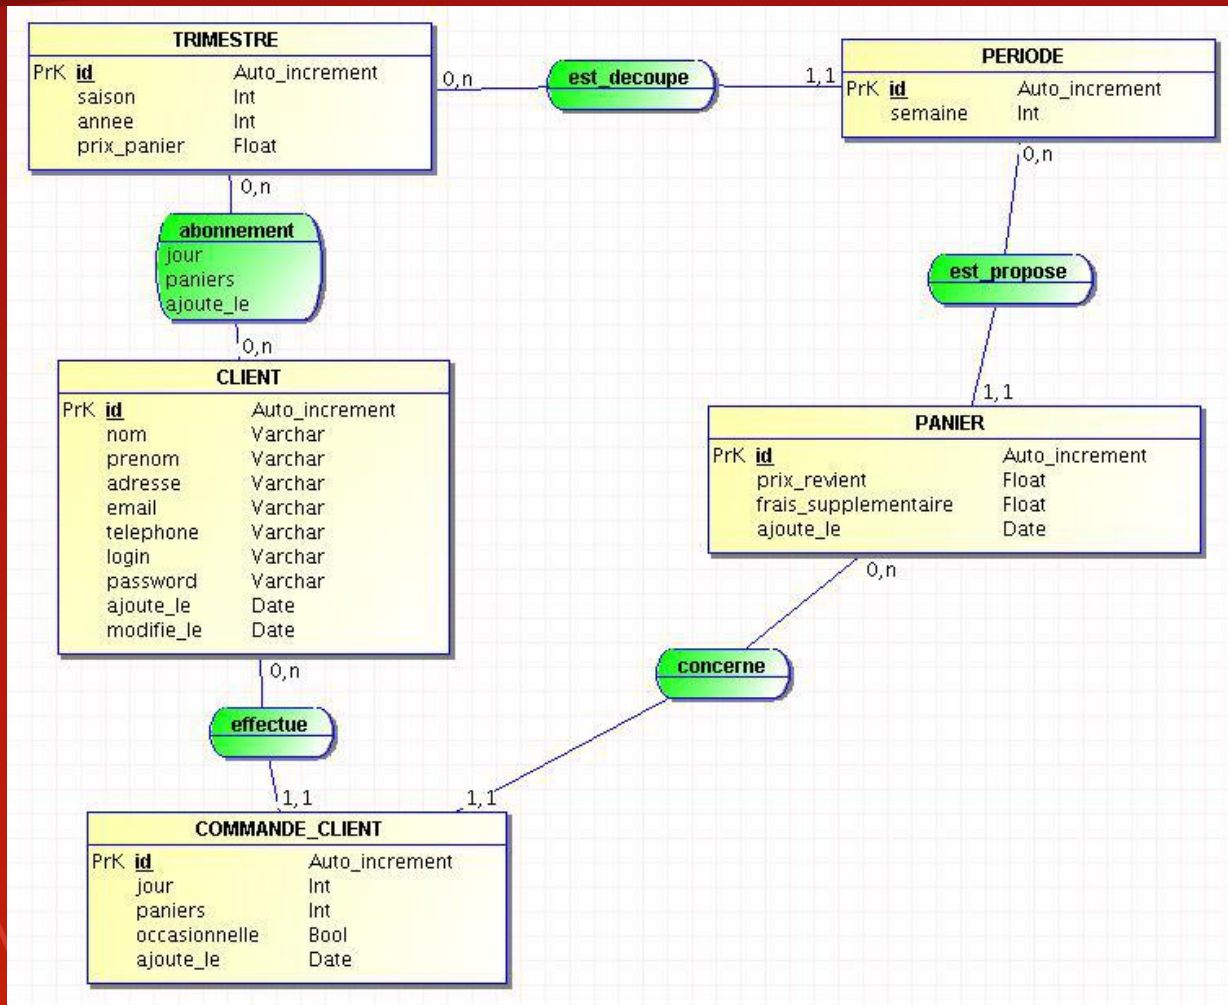 TRIMESTRE
PrK id Auto_increment
saison Int
annee Int
prix_panier Float
0,n
est_decoupe
1,1
PERIODE
PrK id Auto_increment
semaine Int
0,n
0,n
abonnement
jour
paniers
ajoute_le
0,n
est_propose
1,1
CLIENT
PrK id Auto_increment
nom Varchar
prenom Varchar
adresse Varchar
email Varchar
telephone Varchar
login Varchar
password Varchar
ajoute_le Date
modifie_le Date
PANIER
PrK id Auto_increment
prix_revient Float
frais_supplementaire Float
ajoute_le Date
0,n
0,n
concerne
effectue
1,1
1,1
COMMANDE_CLIENT
PrK id Auto_increment
jour Int
paniers Int
occasionnelle Bool
ajoute_le Date